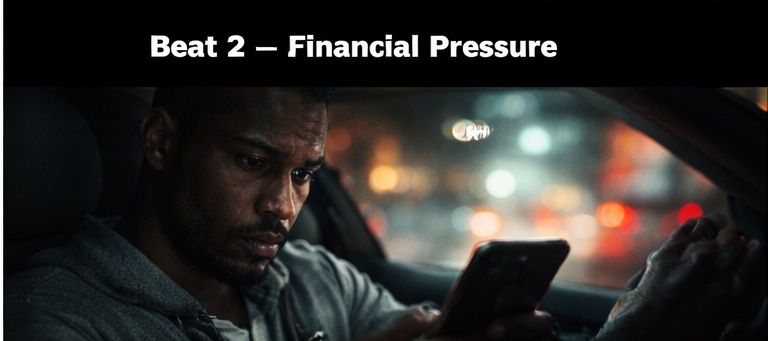 Beat 2 — Financial Pressure